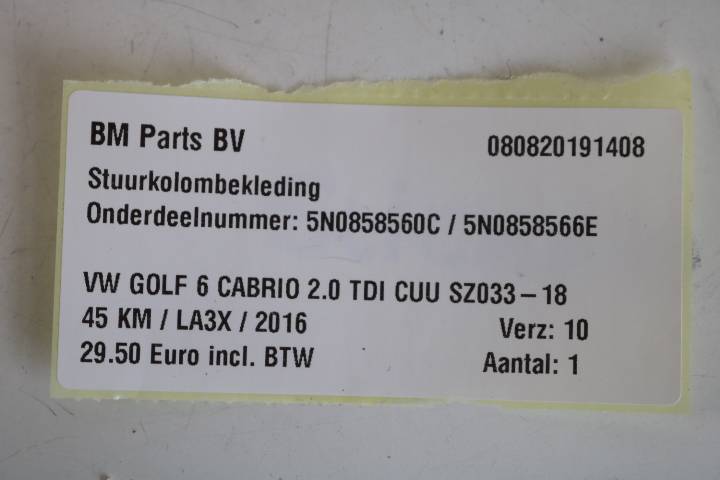 BM Parts BV 080820191408
Stuurkolombekleding
Onderdeelnummer: 5N0858560C / 5N0858566E
VW GOLF 6 CABRIO 2.0 TDI CUU SZ033-18
45 KM / LA3X / 2016 Verz: 10
29.50 Euro incl. BTW Aantal: 1